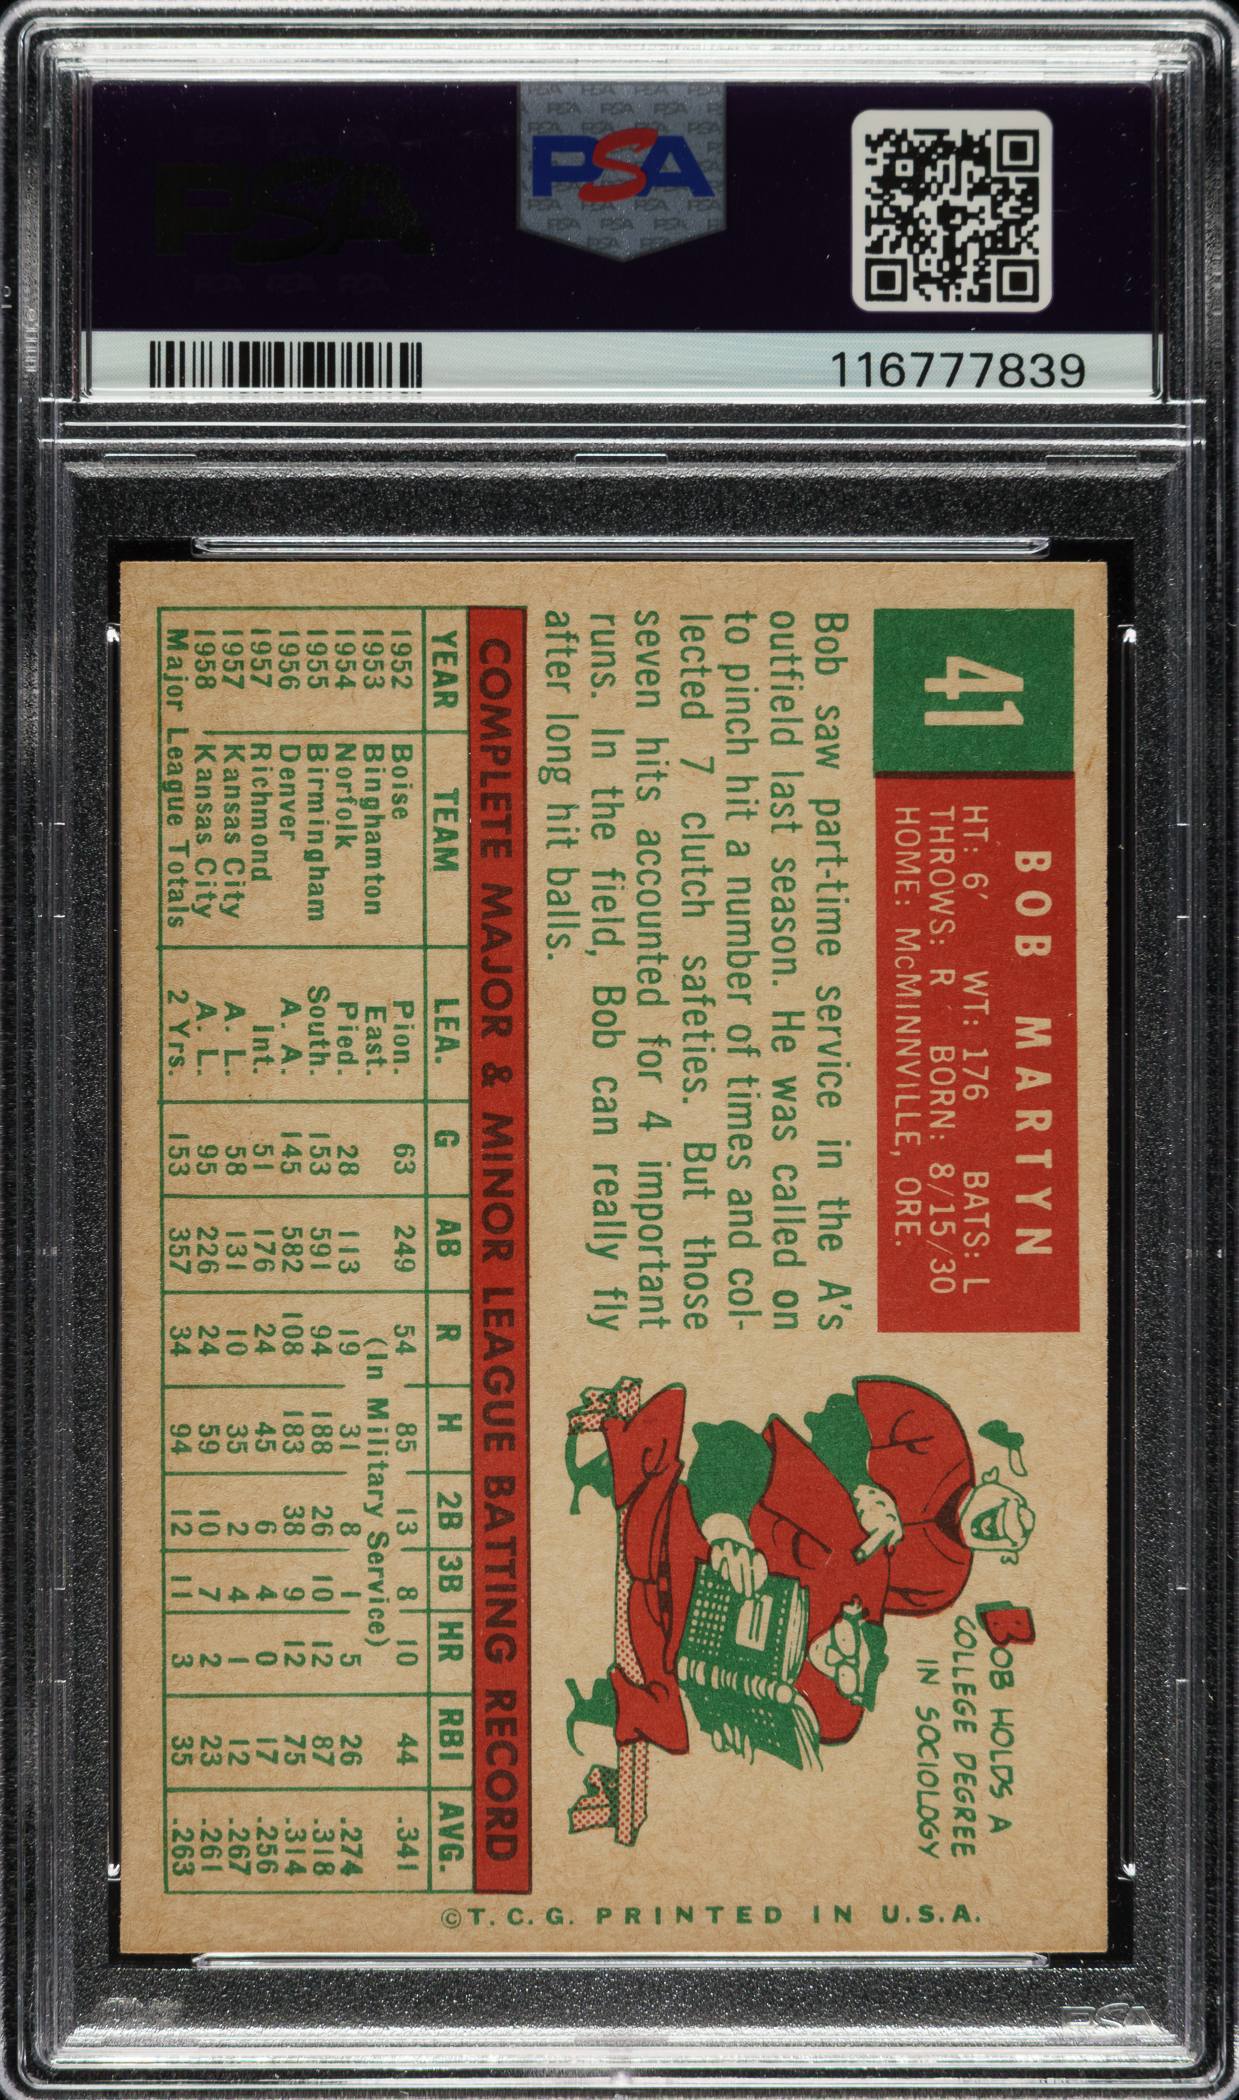 PSA
116777839
41
BOB MARTYN
HT: 6' WT: 176 BATS: L
THROWS: R BORN: 8/15/30
HOME: McMINNVILLE, ORE.
Bob saw part-time service in the A's
outfield last season. He was called on
to pinch hit a number of times and col-
lected 7 clutch safeties. But those
seven hits accounted for 4 important
runs. In the field, Bob can really fly
after long hit balls.
BOB HOLDS A
COLLEGE DEGREE
IN SOCIOLOGY
COMPLETE MAJOR & MINOR LEAGUE BATTING RECORD
YEAR TEAM LEA. G AB R H 2B 3B HR RBI AVG.
1952 Boise Pion. 63 249 54 85 13 8 10 44 .341
1953 Binghamton East. (In Military Service)
1954 Norfolk Pied. 28 113 19 31 8 1 5 26 .274
1955 Birmingham South. 153 591 94 188 26 10 12 87 .318
1956 Denver A. A. 145 582 108 183 38 9 12 75 .314
1957 Richmond Int. 51 176 24 45 6 4 0 17 .256
1957 Kansas City A. L. 58 131 10 35 2 4 1 12 .267
1958 Kansas City A. L. 95 226 24 59 10 7 2 23 .261
Major League Totals 2 Yrs. 153 357 34 94 12 11 3 35 .263
©T. C. G. PRINTED IN U.S.A.
PSA